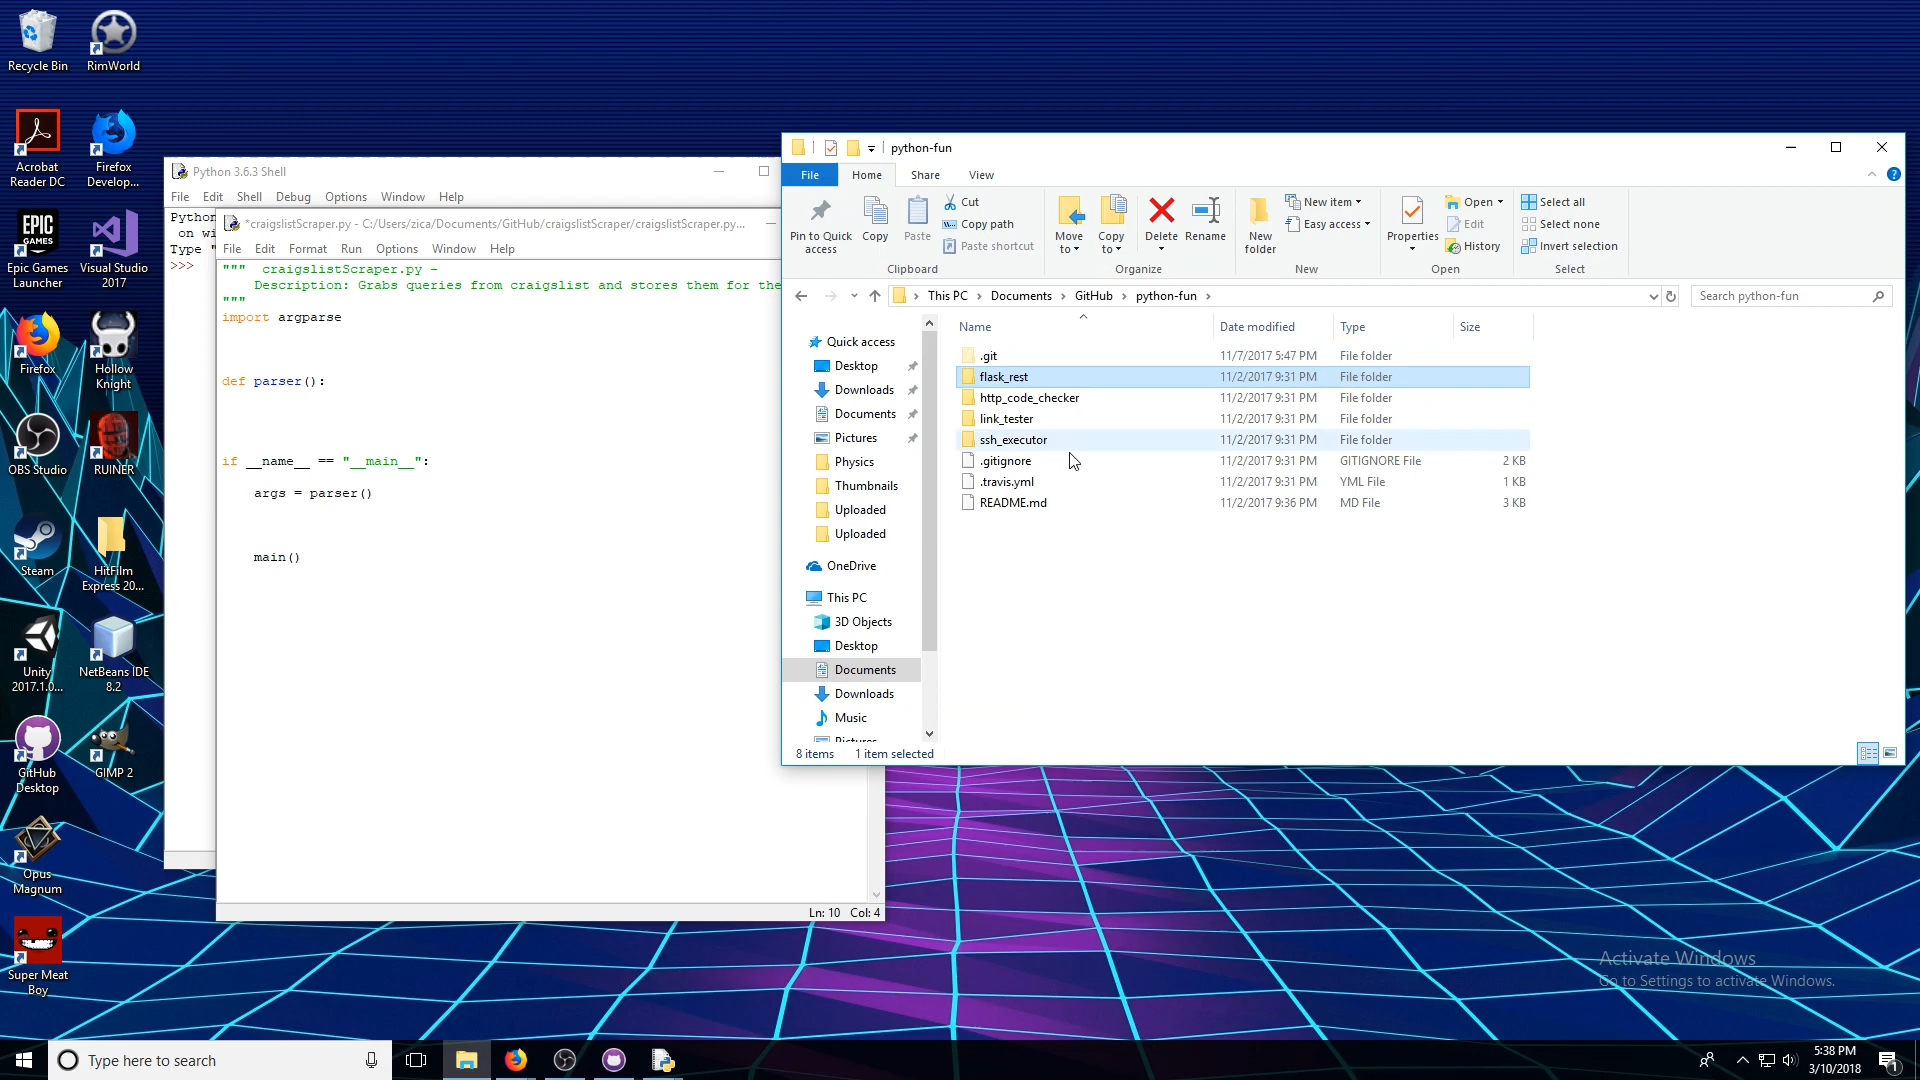 Recycle Bin
RimWorld
Acrobat
Reader DC
Firefox
Develop...
EPIC
GAMES
Epic Games
Launcher
Visual Studio
2017
Firefox
Hollow
Knight
OBS Studio
RUINER
Steam
HitFilm
Express 20...
Unity
2017.1.0...
NetBeans IDE
8.2
GitHub
Desktop
GIMP 2
Opus
Magnum
Super Meat
Boy
Python 3.6.3 Shell
File Edit Shell Debug Options Window Help
Python
on wi
Type "
>>>
*craigslistScraper.py - C:/Users/zica/Documents/GitHub/craigslistScraper/craigslistScraper.py...
File Edit Format Run Options Window Help
""" craigslistScraper.py -
Description: Grabs queries from craigslist and stores them for the
"""
import argparse
def parser():
if __name__ == "__main__":
args = parser()
main()
Ln: 10 Col: 4
python-fun
File Home Share View
Pin to Quick
access
Copy
Paste
Cut
Copy path
Paste shortcut
Clipboard
Move
to
Copy
to
Delete
Rename
Organize
New
folder
New item
Easy access
New
Properties
Open
Edit
History
Open
Select all
Select none
Invert selection
Select
This PC > Documents > GitHub > python-fun >
Search python-fun
Quick access
Desktop
Downloads
Documents
Pictures
Physics
Thumbnails
Uploaded
Uploaded
OneDrive
This PC
3D Objects
Desktop
Documents
Downloads
Music
Pictures
Name Date modified Type Size
.git 11/7/2017 5:47 PM File folder
flask_rest 11/2/2017 9:31 PM File folder
http_code_checker 11/2/2017 9:31 PM File folder
link_tester 11/2/2017 9:31 PM File folder
ssh_executor 11/2/2017 9:31 PM File folder
.gitignore 11/2/2017 9:31 PM GITIGNORE File 2 KB
.travis.yml 11/2/2017 9:31 PM YML File 1 KB
README.md 11/2/2017 9:36 PM MD File 3 KB
8 items 1 item selected
Activate Windows
Go to Settings to activate Windows.
Type here to search
5:38 PM
3/10/2018
1